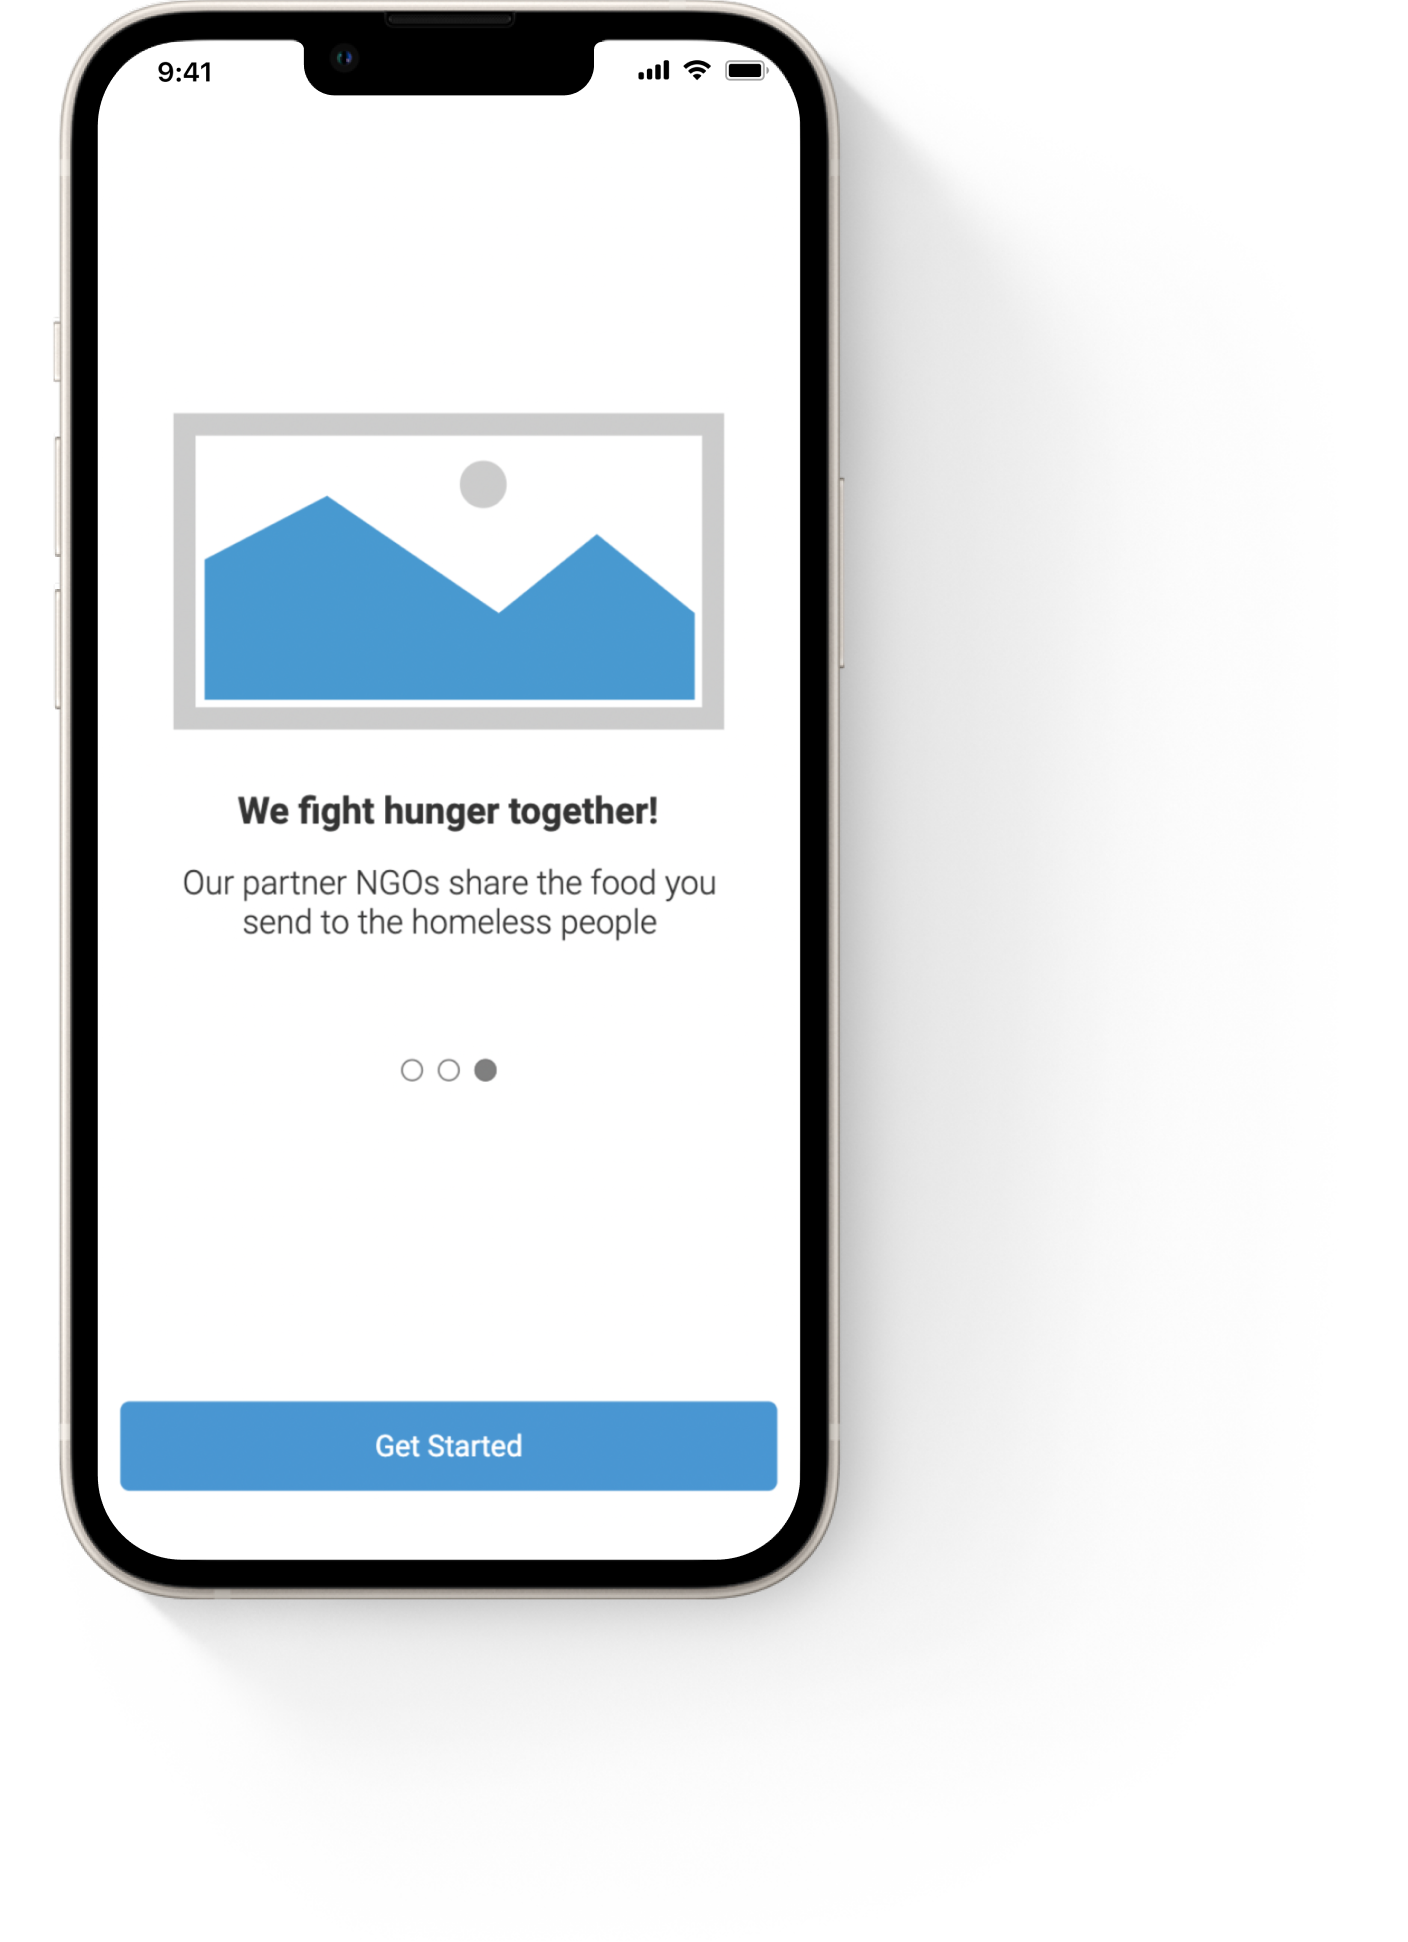 9:41
We fight hunger together!
Our partner NGOs share the food you
send to the homeless people
Get Started